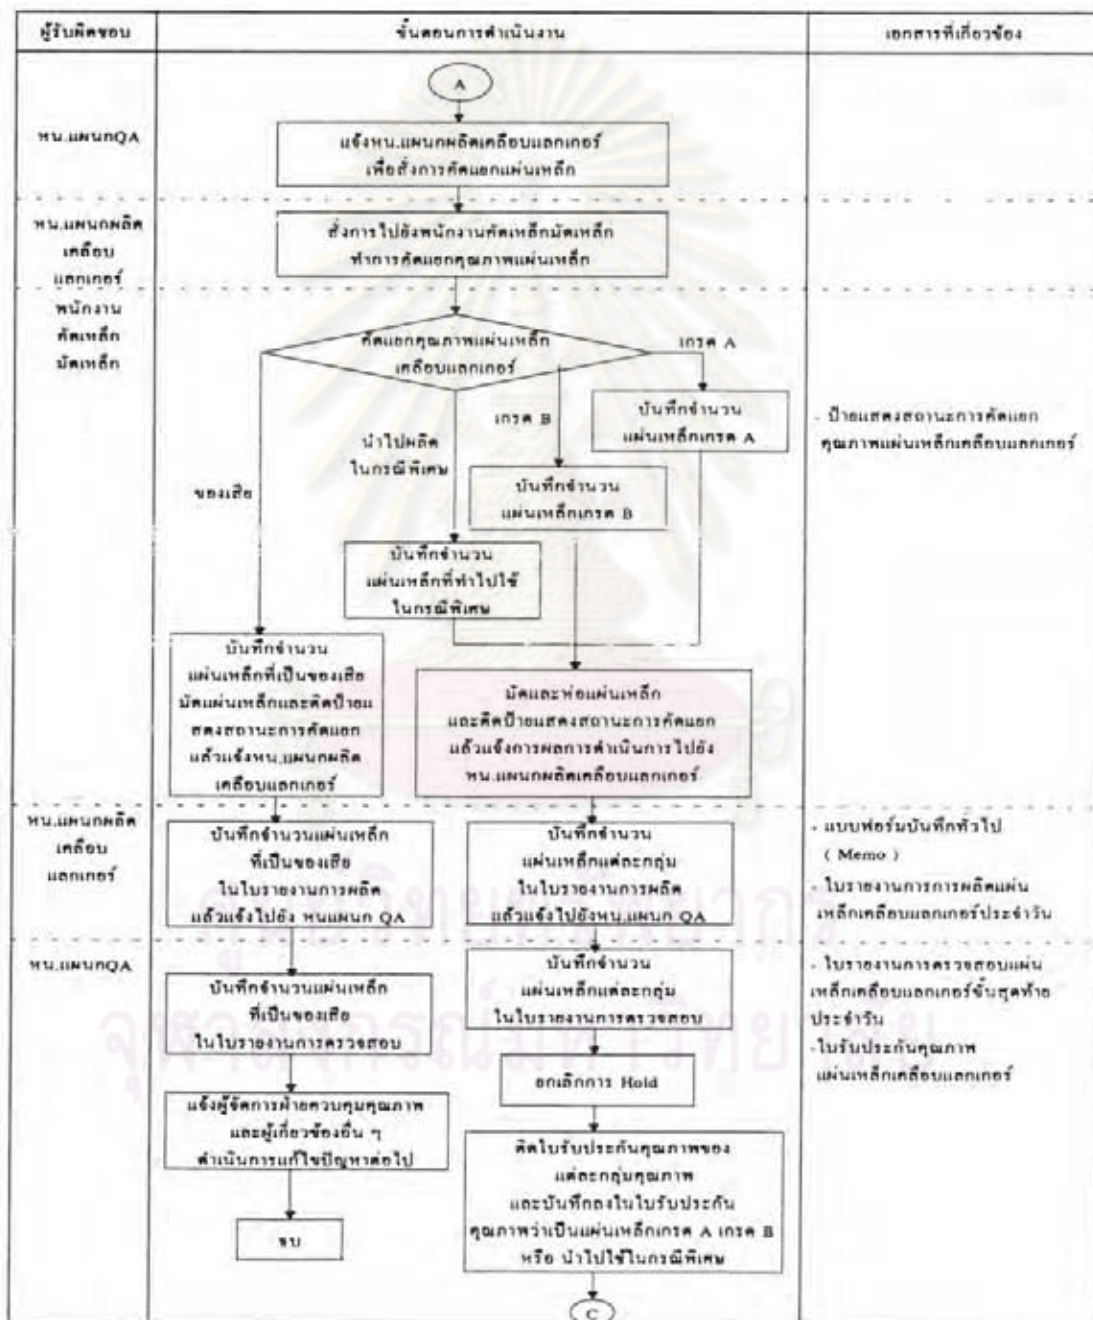 ผู้รับผิดชอบ
ขั้นตอนการดำเนินงาน
เอกสารที่เกี่ยวข้อง
A
หน.แผนกQA
แจ้งหน.แผนกผลิตเคลือบแลกเกอร์
เพื่อสั่งการคัดแยกแผ่นเหล็ก
หน.แผนกผลิต
เคลือบ
แลกเกอร์
สั่งการไปยังพนักงานคัดเหล็กมัดเหล็ก
ทำการคัดแยกคุณภาพแผ่นเหล็ก
พนักงาน
คัดเหล็ก
มัดเหล็ก
คัดแยกคุณภาพแผ่นเหล็ก
เคลือบแลกเกอร์
เกรด A
บันทึกจำนวน
แผ่นเหล็กเกรด A
- ป้ายแสดงสถานะการคัดแยก
คุณภาพแผ่นเหล็กเคลือบแลกเกอร์
เกรด B
นำไปผลิต
ในกรณีพิเศษ
ของเสีย
บันทึกจำนวน
แผ่นเหล็กเกรด B
บันทึกจำนวน
แผ่นเหล็กที่ทำไปใช้
ในกรณีพิเศษ
บันทึกจำนวน
แผ่นเหล็กที่เป็นของเสีย
มัดแผ่นเหล็กและติดป้ายแ
สดงสถานะการคัดแยก
แล้วแจ้งหน.แผนกผลิต
เคลือบแลกเกอร์
มัดและห่อแผ่นเหล็ก
และติดป้ายแสดงสถานะการคัดแยก
แล้วแจ้งการผลการดำเนินการไปยัง
หน.แผนกผลิตเคลือบแลกเกอร์
หน.แผนกผลิต
เคลือบ
แลกเกอร์
บันทึกจำนวนแผ่นเหล็ก
ที่เป็นของเสีย
ในใบรายงานการผลิต
แล้วแจ้งไปยัง หนแผนก QA
บันทึกจำนวน
แผ่นเหล็กแต่ละกลุ่ม
ในใบรายงานการผลิต
แล้วแจ้งไปยังหน.แผนก QA
- แบบฟอร์มบันทึกทั่วไป
( Memo )
- ใบรายงานการการผลิตแผ่น
เหล็กเคลือบแลกเกอร์ประจำวัน
ศูนย์วิทยทรัพยากร
จุฬาลงกรณ์มหาวิทยาลัย
หน.แผนกQA
บันทึกจำนวนแผ่นเหล็ก
ที่เป็นของเสีย
ในใบรายงานการตรวจสอบ
บันทึกจำนวน
แผ่นเหล็กแต่ละกลุ่ม
ในใบรายงานการตรวจสอบ
- ใบรายงานการตรวจสอบแผ่น
เหล็กเคลือบแลกเกอร์ขั้นสุดท้าย
ประจำวัน
-ใบรับประกันคุณภาพ
แผ่นเหล็กเคลือบแลกเกอร์
ยกเลิกการ Hold
แจ้งผู้จัดการฝ่ายควบคุมคุณภาพ
และผู้เกี่ยวข้องอื่น ๆ
ดำเนินการแก้ไขปัญหาต่อไป
ติดใบรับประกันคุณภาพของ
แต่ละกลุ่มคุณภาพ
และบันทึกลงในใบรับประกัน
คุณภาพว่าเป็นแผ่นเหล็กเกรด A เกรด B
หรือ นำไปใช้ในกรณีพิเศษ
จบ
C